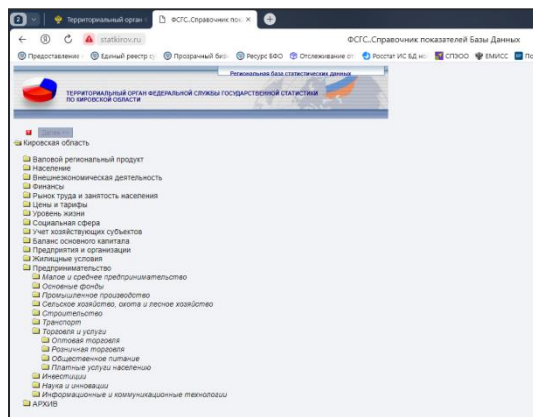 Территориальный орган
ФСГС.Справочник пок
statkirov.ru
ФСГС.Справочник показателей Базы Данных
Предоставление
Единый реестр
Прозрачный
Ресурс БФО
Отслеживание от
Росстат ИС БД
СПЗОО
ЕМИСС
Региональная база статистических данных
ТЕРРИТОРИАЛЬНЫЙ ОРГАН ФЕДЕРАЛЬНОЙ СЛУЖБЫ ГОСУДАРСТВЕННОЙ СТАТИСТИКИ
ПО КИРОВСКОЙ ОБЛАСТИ
Далее >>
Кировская область
Валовой региональный продукт
Население
Внешнеэкономическая деятельность
Финансы
Рынок труда и занятость населения
Цены и тарифы
Уровень жизни
Социальная сфера
Учет хозяйствующих субъектов
Баланс основного капитала
Предприятия и организации
Жилищные условия
Предпринимательство
Малое и среднее предпринимательство
Основные фонды
Промышленное производство
Сельское хозяйство, охота и лесное хозяйство
Строительство
Транспорт
Торговля и услуги
Оптовая торговля
Розничная торговля
Общественное питание
Платные услуги населению
Инвестиции
Наука и инновации
Информационные и коммуникационные технологии
АРХИВ